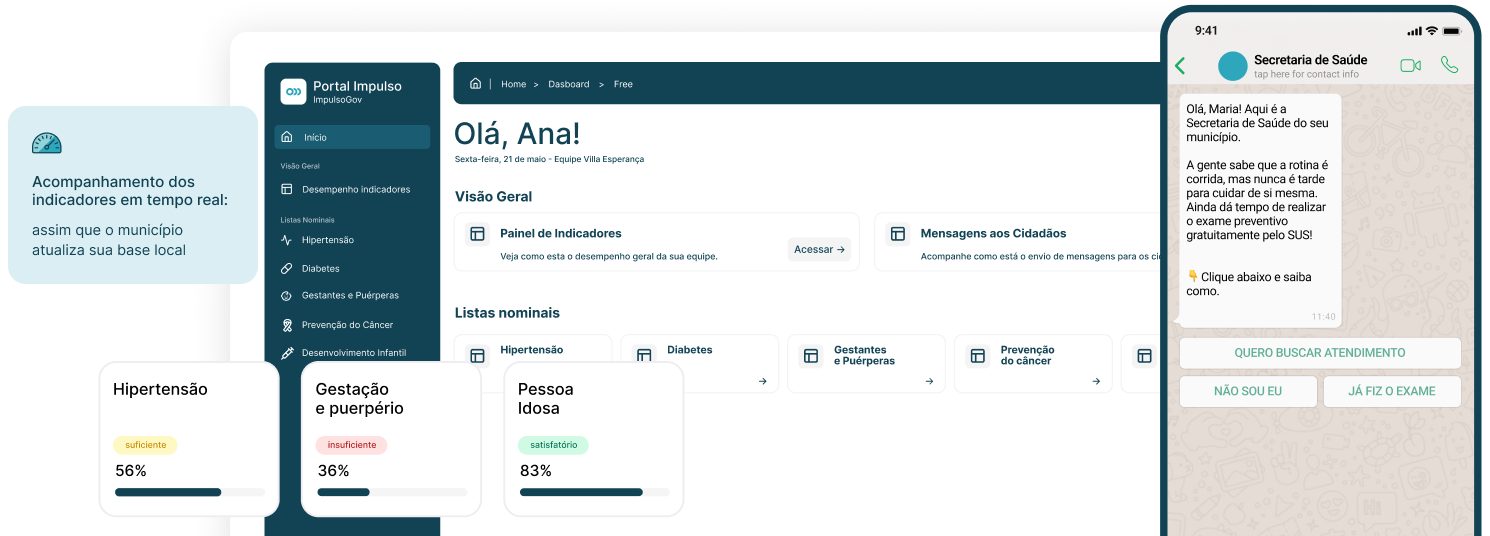 Acompanhamento dos
indicadores em tempo real:
assim que o município
atualiza sua base local
Portal Impulso
ImpulsoGov
Início
Visão Geral
Desempenho indicadores
Listas Nominais
Hipertensão
Diabetes
Gestantes e Puérperas
Prevenção do Câncer
Desenvolvimento Infantil
| Home > Dasboard > Free
Olá, Ana!
Sexta-feira, 21 de maio - Equipe Villa Esperança
Visão Geral
Painel de Indicadores
Veja como esta o desempenho geral da sua equipe.
Acessar →
Mensagens aos Cidadãos
Acompanhe como está o envio de mensagens para os
Listas nominais
Hipertensão
Diabetes
→
Gestantes
e Puérperas
→
Prevenção
do câncer
→
Hipertensão
suficiente
56%
Gestação
e puerpério
insuficiente
36%
Pessoa
Idosa
satisfatório
83%
9:41
Secretaria de Saúde
tap here for contact info
Olá, Maria! Aqui é a
Secretaria de Saúde do seu
município.
A gente sabe que a rotina é
corrida, mas nunca é tarde
para cuidar de si mesma.
Ainda dá tempo de realizar
o exame preventivo
gratuitamente pelo SUS!
👇 Clique abaixo e saiba
como.
11:40
QUERO BUSCAR ATENDIMENTO
NÃO SOU EU
JÁ FIZ O EXAME